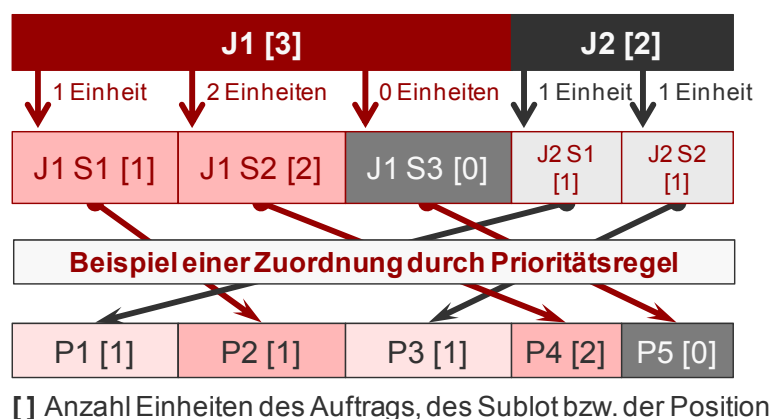 J1 [3] J2 [2]
1 Einheit 2 Einheiten 0 Einheiten 1 Einheit 1 Einheit
J1 S1 [1] J1 S2 [2] J1 S3 [0] J2 S1 [1] J2 S2 [1]
Beispiel einer Zuordnung durch Prioritätsregel
P1 [1] P2 [1] P3 [1] P4 [2] P5 [0]
[ ] Anzahl Einheiten des Auftrags, des Sublot bzw. der Position